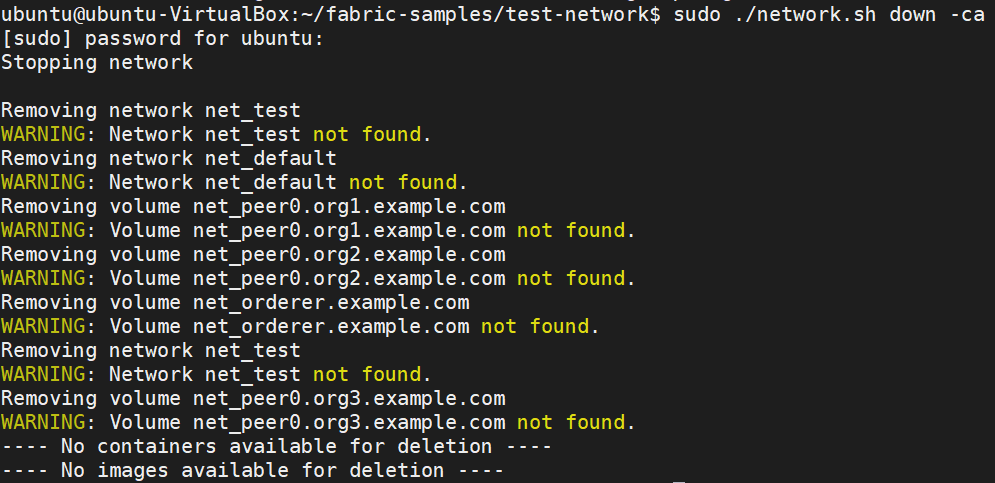 ubuntu@ubuntu-VirtualBox:~/fabric-samples/test-network$ sudo ./network.sh down -ca
[sudo] password for ubuntu:
Stopping network
Removing network net_test
WARNING: Network net_test not found.
Removing network net_default
WARNING: Network net_default not found.
Removing volume net_peer0.org1.example.com
WARNING: Volume net_peer0.org1.example.com not found.
Removing volume net_peer0.org2.example.com
WARNING: Volume net_peer0.org2.example.com not found.
Removing volume net_orderer.example.com
WARNING: Volume net_orderer.example.com not found.
Removing network net_test
WARNING: Network net_test not found.
Removing volume net_peer0.org3.example.com
WARNING: Volume net_peer0.org3.example.com not found.
---- No containers available for deletion ----
---- No images available for deletion ----